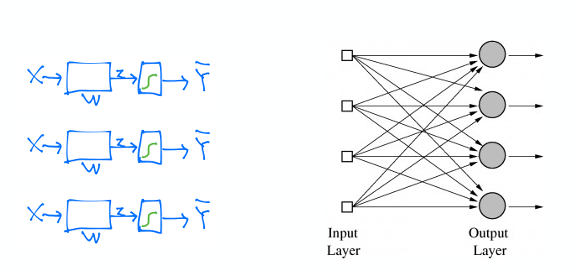 X z Ȳ
W
X z Ȳ
W
X z Ȳ
W
Input Output
Layer Layer